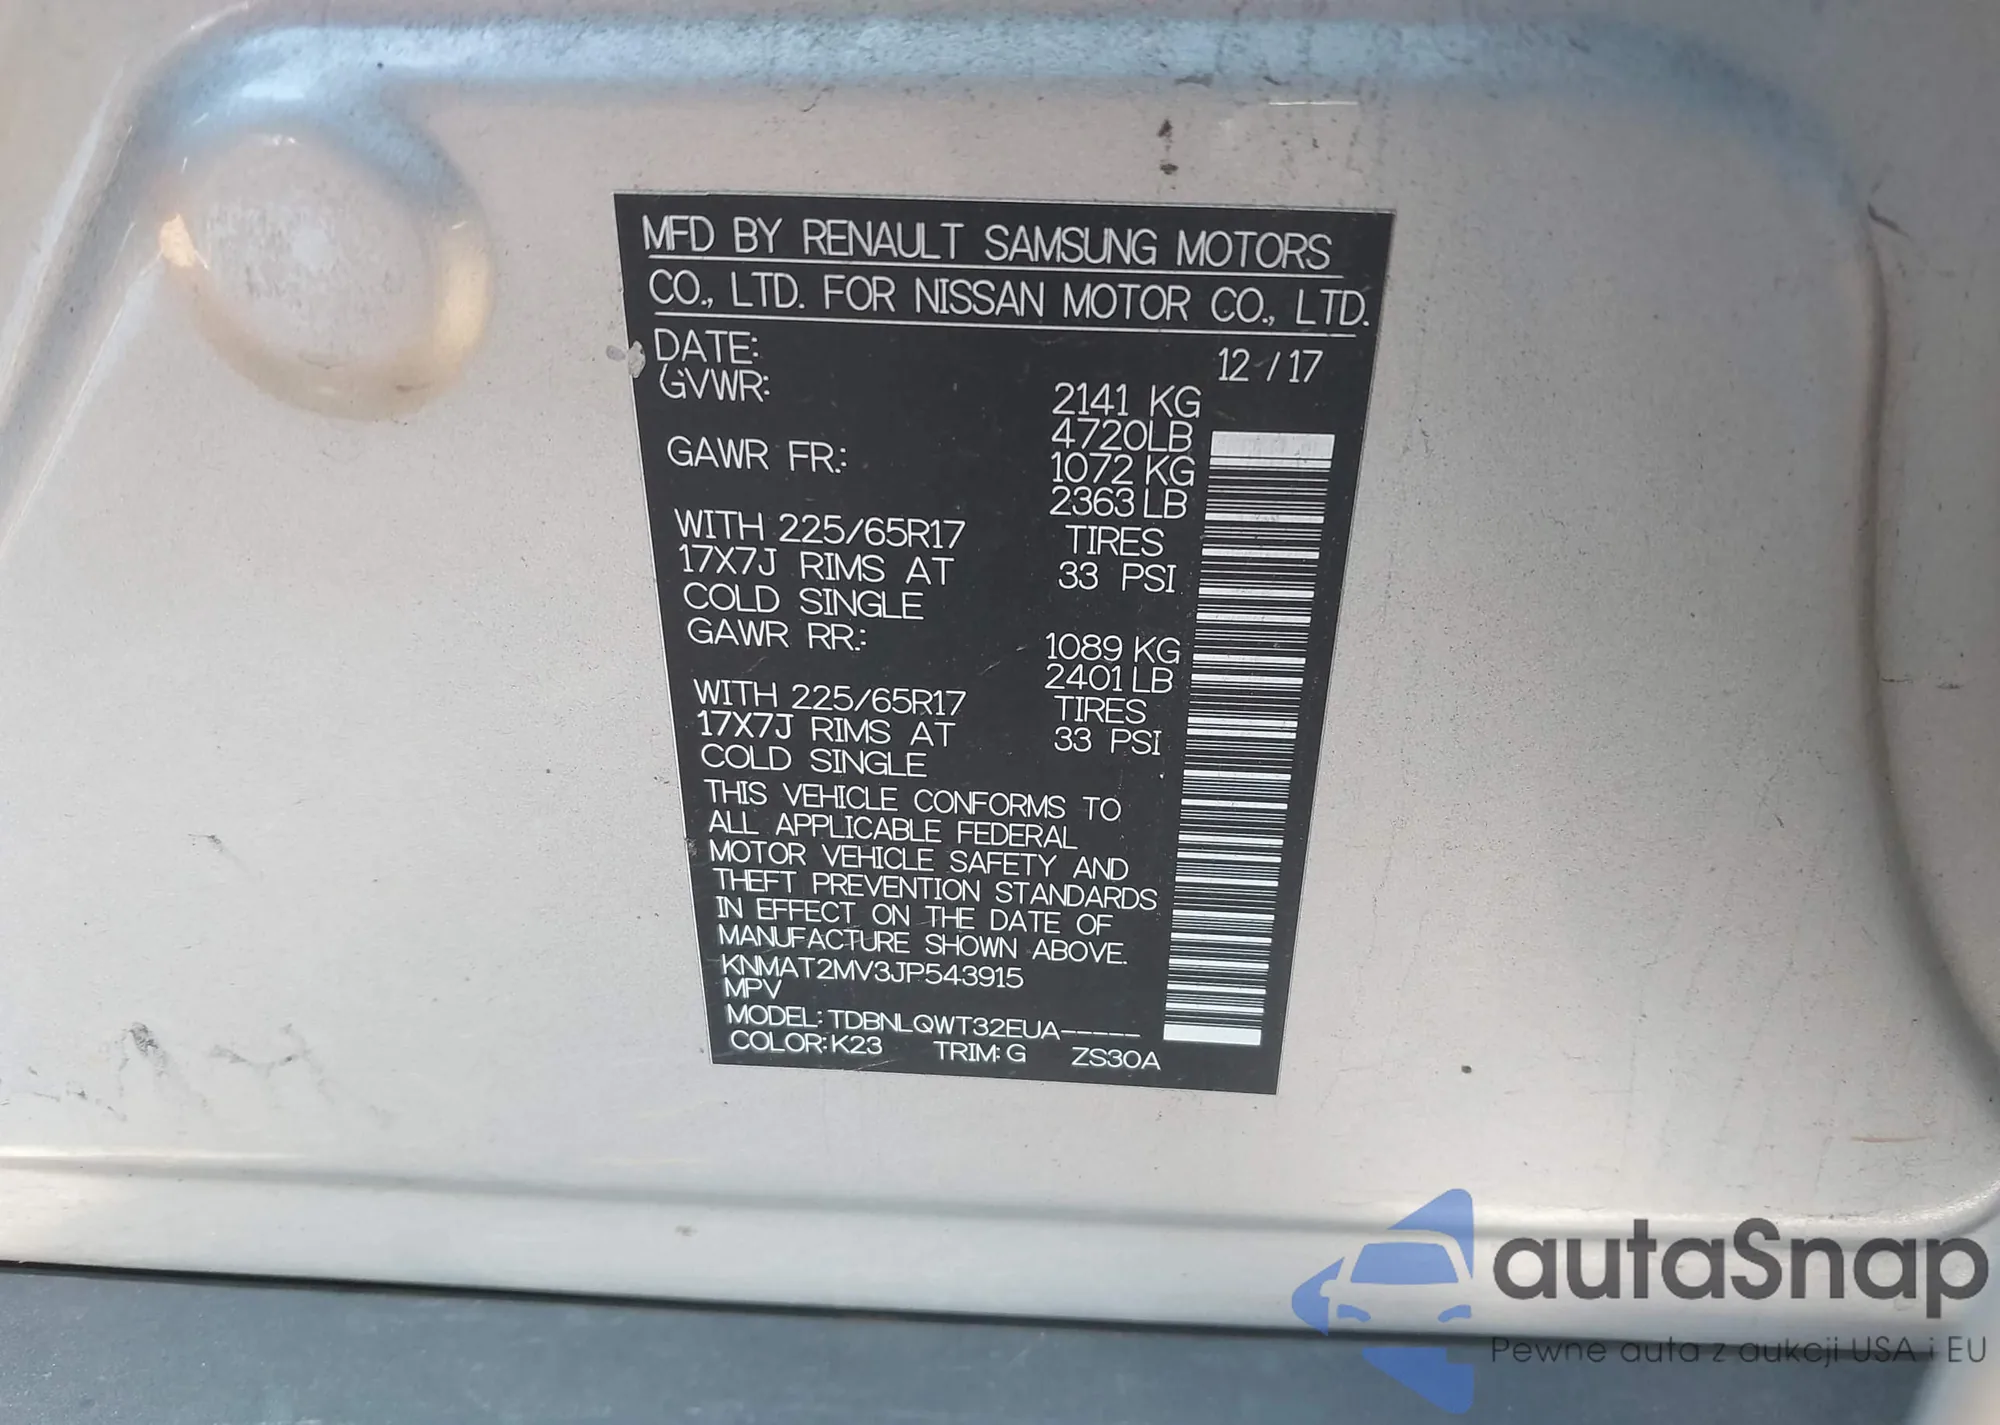 MFD BY RENAULT SAMSUNG MOTORS
CO., LTD. FOR NISSAN MOTOR CO., LTD.
DATE: 12 / 17
GVWR: 2141 KG
4720LB
GAWR FR.: 1072 KG
2363 LB
WITH 225/65R17 TIRES
17X7J RIMS AT 33 PSI
COLD SINGLE
GAWR RR.: 1089 KG
2401 LB
WITH 225/65R17 TIRES
17X7J RIMS AT 33 PSI
COLD SINGLE
THIS VEHICLE CONFORMS TO
ALL APPLICABLE FEDERAL
MOTOR VEHICLE SAFETY AND
THEFT PREVENTION STANDARDS
IN EFFECT ON THE DATE OF
MANUFACTURE SHOWN ABOVE.
KNMAT2MV3JP543915
MPV
MODEL: TDBNLQWT32EUA-----
COLOR: K23 TRIM: G ZS30A
autaSnap
Pewne auta z aukcji USA i EU